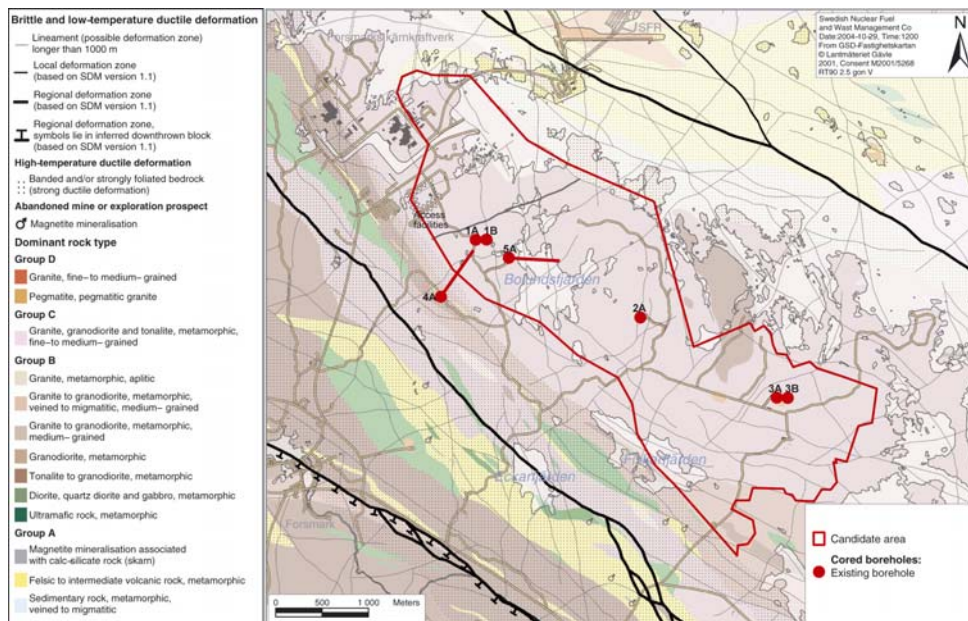 Brittle and low-temperature ductile deformation
Lineament (possible deformation zone)
longer than 1000 m
Local deformation zone
(based on SDM version 1.1)
Regional deformation zone
(based on SDM version 1.1)
Regional deformation zone,
symbols lie in inferred downthrown block
(based on SDM version 1.1)
High-temperature ductile deformation
Banded and/or strongly foliated bedrock
(strong ductile deformation)
Abandoned mine or exploration prospect
Magnetite mineralisation
Dominant rock type
Group D
Granite, fine- to medium-grained
Pegmatite, pegmatitic granite
Group C
Granite, granodiorite and tonalite, metamorphic,
fine-to medium-grained
Group B
Granite, metamorphic, aplitic
Granite to granodiorite, metamorphic,
veined to migmatitic, medium- grained
Granite to granodiorite, metamorphic,
medium- grained
Granodiorite, metamorphic
Tonalite to granodiorite, metamorphic
Diorite, quartz diorite and gabbro, metamorphic
Ultramafic rock, metamorphic
Group A
Magnetite mineralisation associated
with calc-silicate rock (skarn)
Felsic to intermediate volcanic rock, metamorphic
Sedimentary rock, metamorphic,
veined to migmatitic
Forsmarks kärnkraftverk
SFR
Swedish Nuclear Fuel
and Wast Management Co
Date:2004-10-29, Time:1200
From GSD-Fastighetskartan
© Lantmäteriet Gävle
2001, Consent M2001/5268
RT90 2.5 gon V
N
Access
facilities
1A 1B
5A
Bolundsfjärden
4A
2A
3A 3B
Fiskarfjärden
Eckarfjärden
Forsmark
0 500 1 000 Meters
Candidate area
Cored boreholes:
Existing borehole